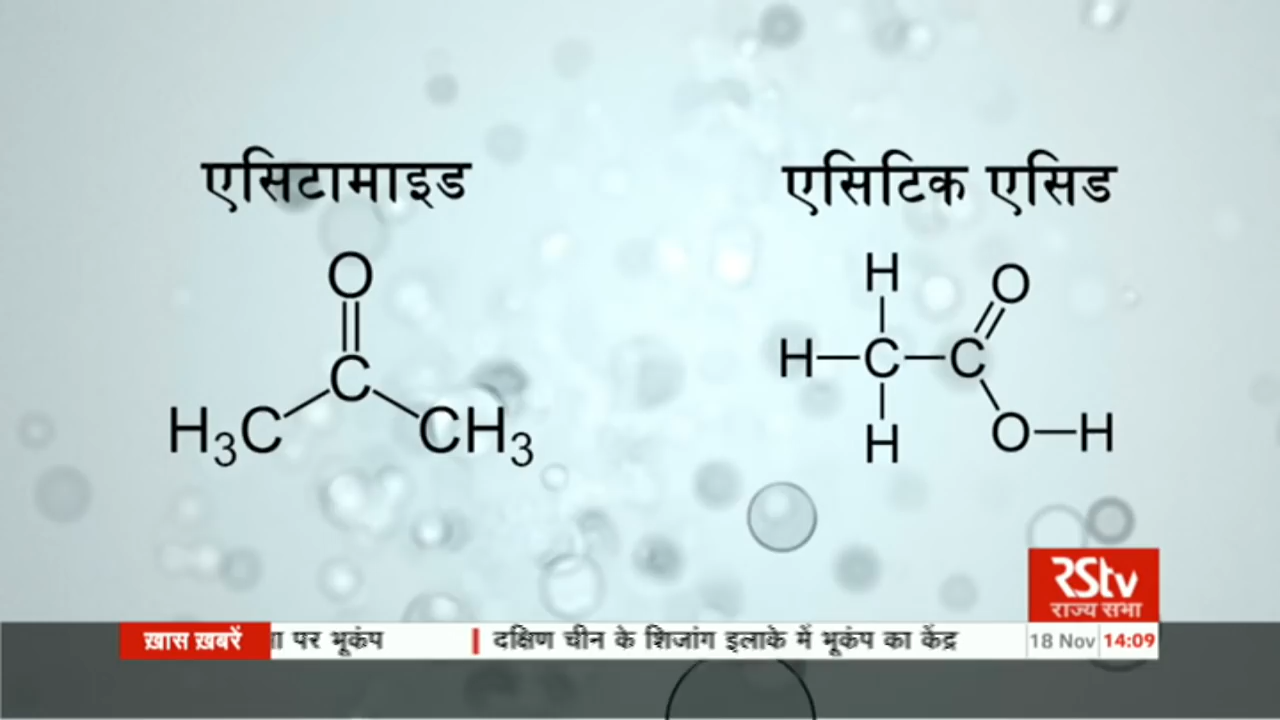 एसिटामाइड
O
C
H3C CH3
एसिटिक एसिड
H O
H C C
H O H
RStv
राज्य सभा
ख़ास ख़बरें
पर भूकंप
दक्षिण चीन के शिजांग इलाके में भूकंप का केंद्र
18 Nov 14:09